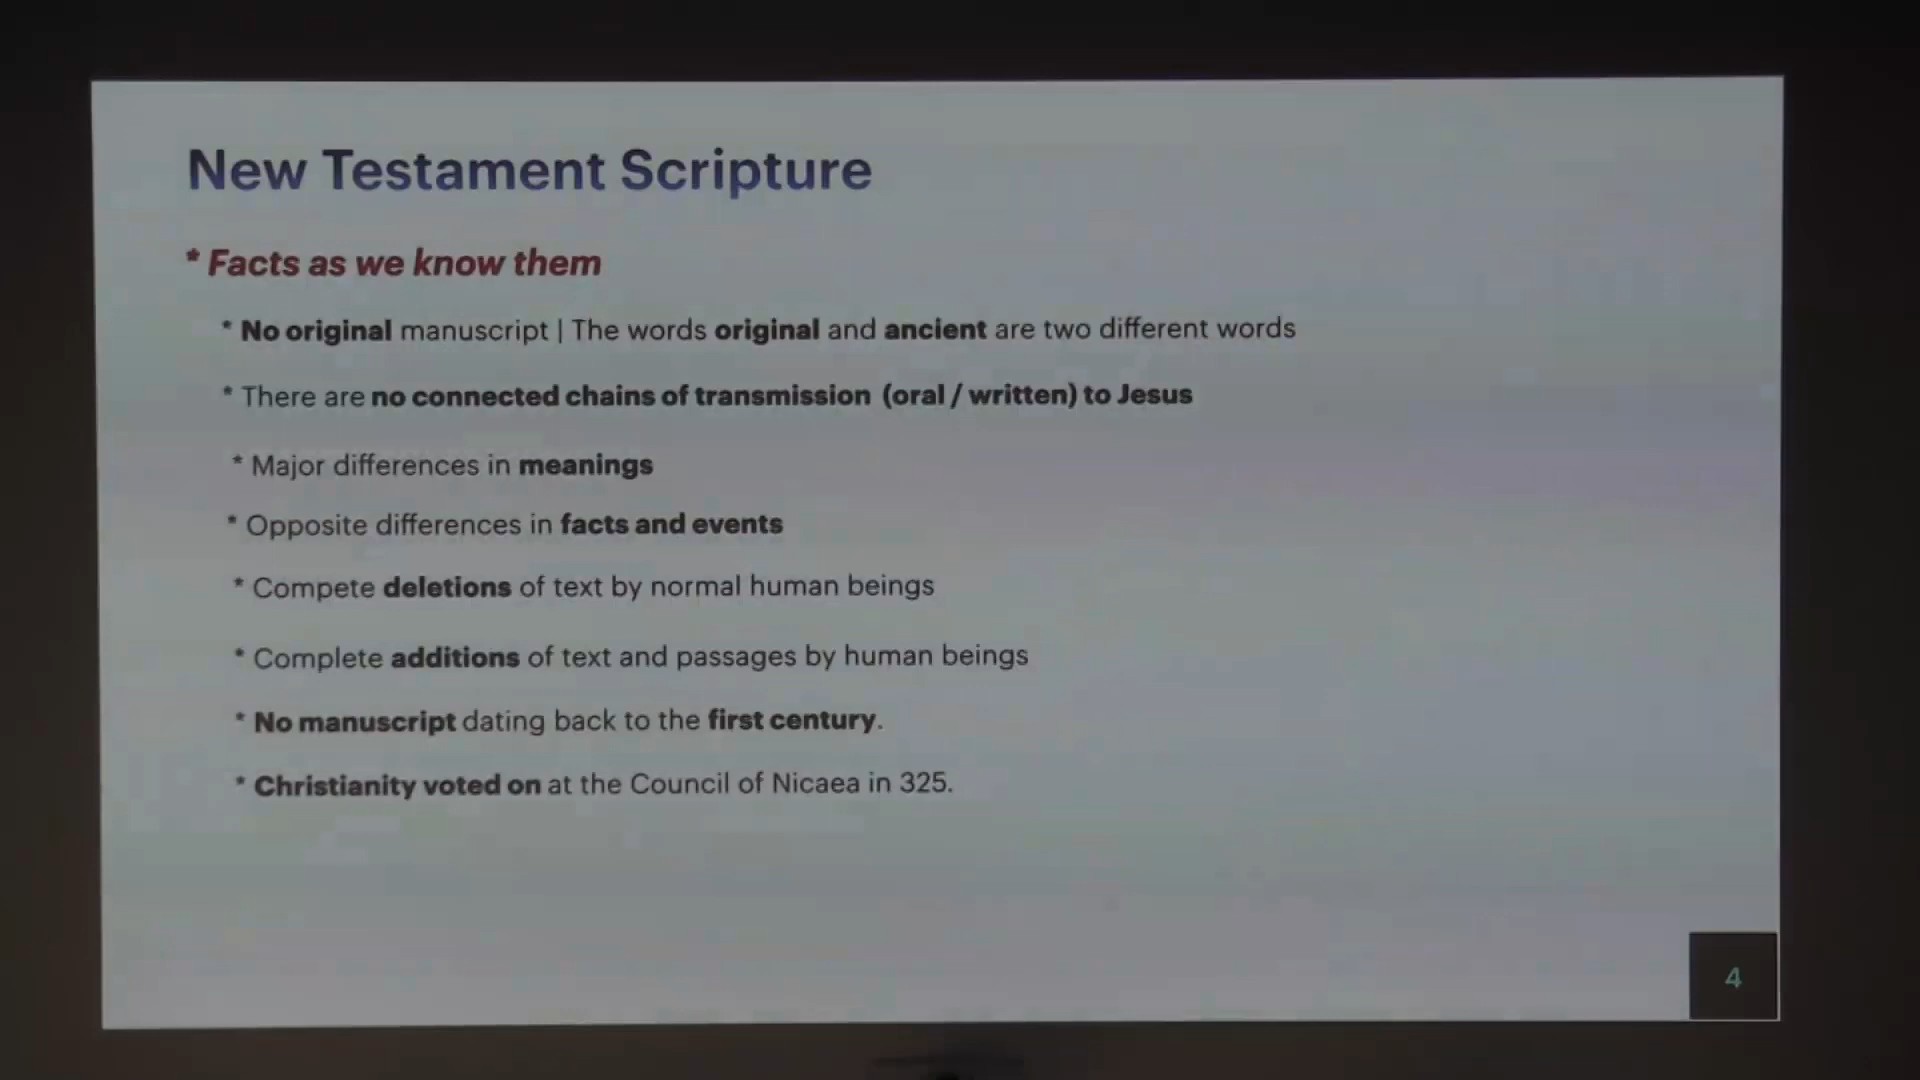 New Testament Scripture
* Facts as we know them
* No original manuscript | The words original and ancient are two different words
* There are no connected chains of transmission (oral / written) to Jesus
* Major differences in meanings
* Opposite differences in facts and events
* Compete deletions of text by normal human beings
* Complete additions of text and passages by human beings
* No manuscript dating back to the first century.
* Christianity voted on at the Council of Nicaea in 325.
4